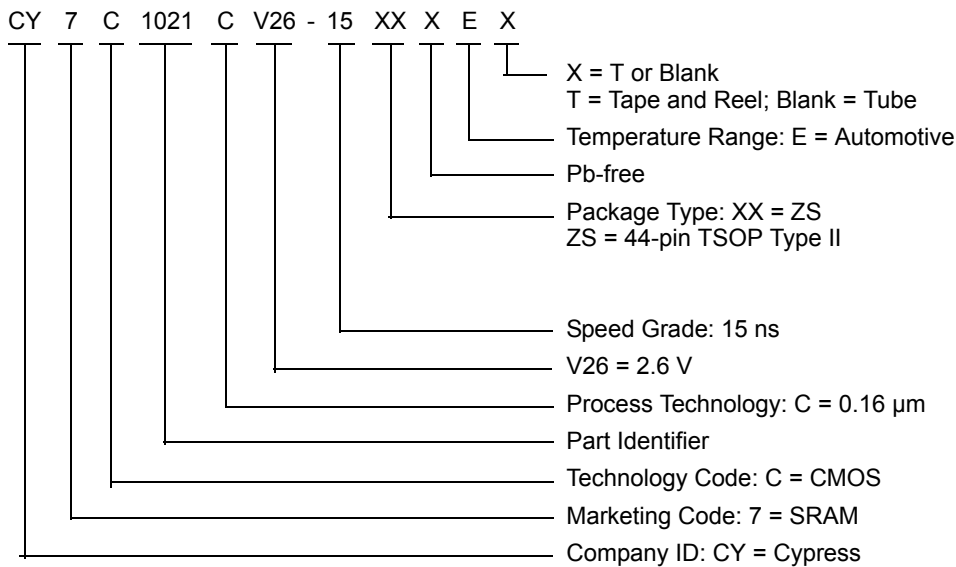 CY 7 C 1021 C V26 - 15 XX X E X
X = T or Blank
T = Tape and Reel; Blank = Tube
Temperature Range: E = Automotive
Pb-free
Package Type: XX = ZS
ZS = 44-pin TSOP Type II
Speed Grade: 15 ns
V26 = 2.6 V
Process Technology: C = 0.16 µm
Part Identifier
Technology Code: C = CMOS
Marketing Code: 7 = SRAM
Company ID: CY = Cypress